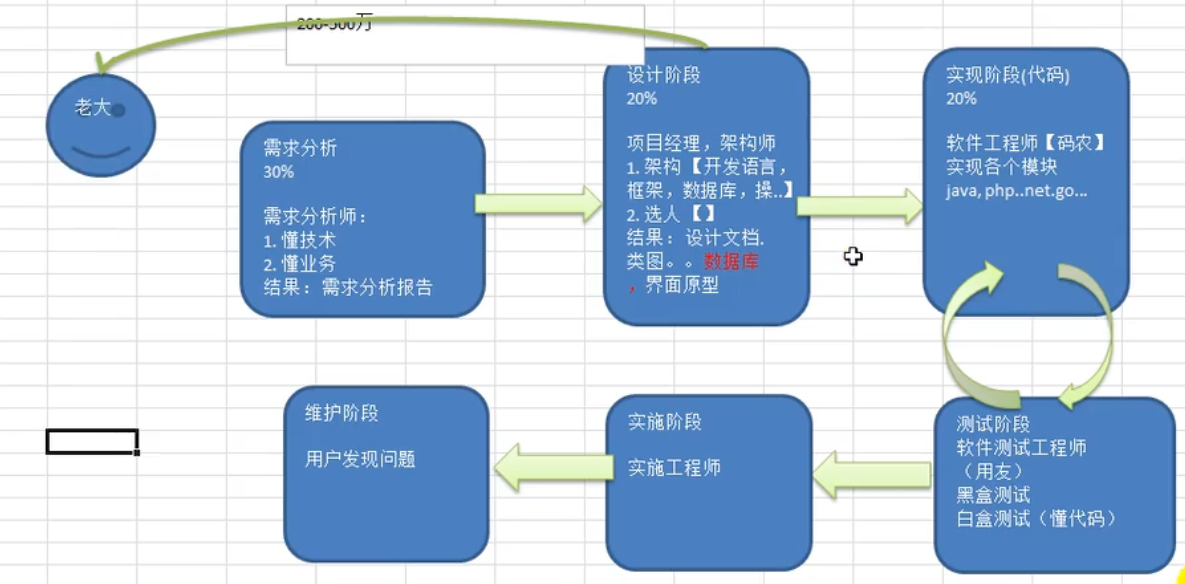 200-500万
老大
需求分析
30%
需求分析师：
1. 懂技术
2. 懂业务
结果：需求分析报告
设计阶段
20%
项目经理，架构师
1. 架构【开发语言，
框架，数据库，操..】
2. 选人【】
结果：设计文档.
类图。。数据库
，界面原型
实现阶段(代码)
20%
软件工程师【码农】
实现各个模块
java, php..net.go...
维护阶段
用户发现问题
实施阶段
实施工程师
测试阶段
软件测试工程师
（用友）
黑盒测试
白盒测试（懂代码）